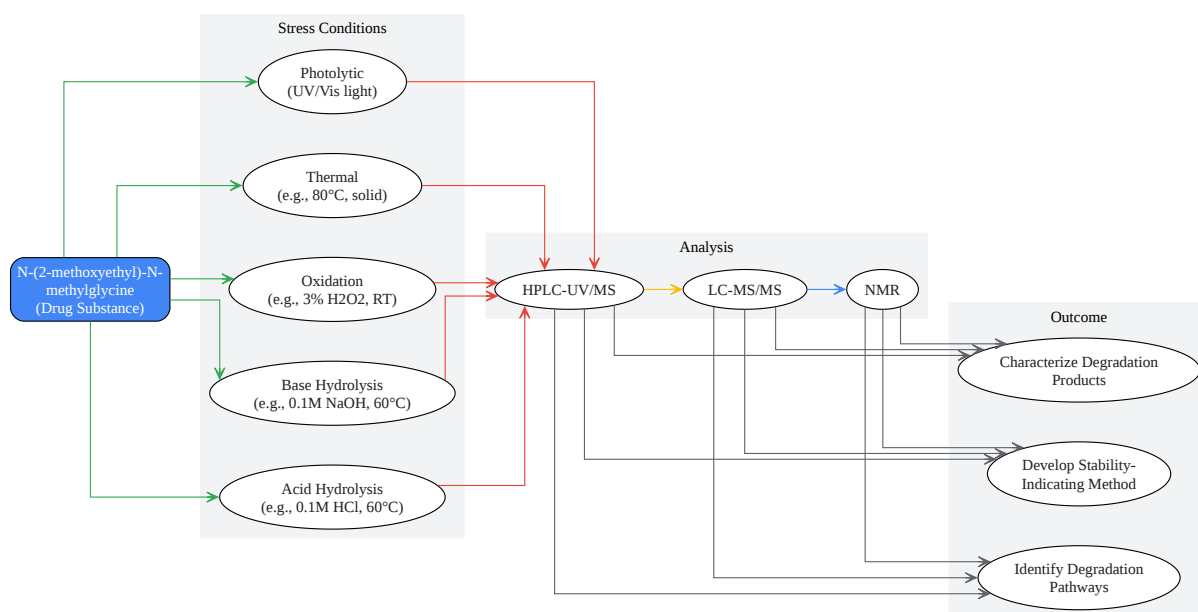 Stress Conditions
Photolytic
(UV/Vis light)
Thermal
(e.g., 80°C, solid)
N-(2-methoxyethyl)-N-
methylglycine
(Drug Substance)
Oxidation
(e.g., 3% H2O2, RT)
Base Hydrolysis
(e.g., 0.1M NaOH, 60°C)
Acid Hydrolysis
(e.g., 0.1M HCl, 60°C)
Analysis
HPLC-UV/MS
LC-MS/MS
NMR
Outcome
Characterize Degradation
Products
Develop Stability-
Indicating Method
Identify Degradation
Pathways